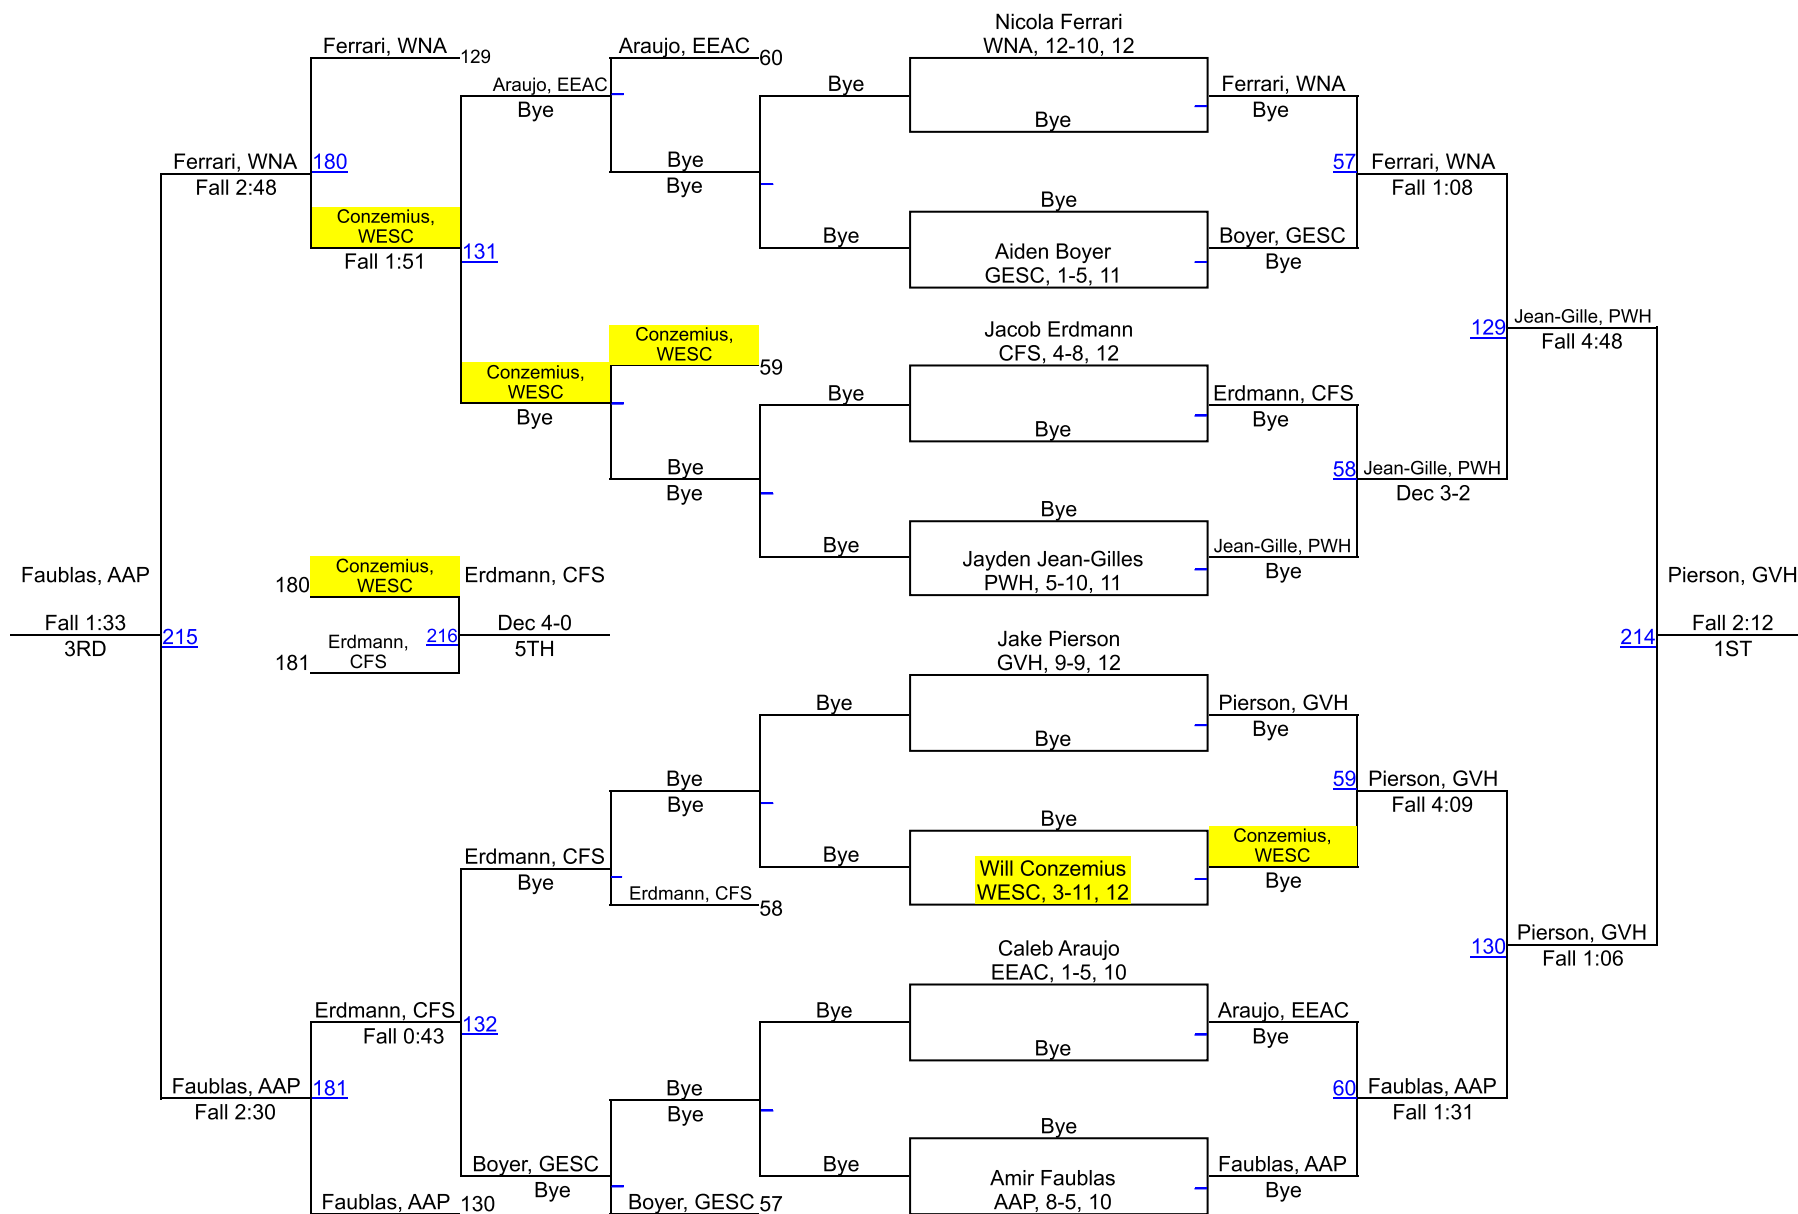 Ferrari, WNA
129
Ferrari, WNA
180
Fall 2:48
Conzemius,
WESC
Fall 1:51
131
Araujo, EEAC
Bye
Araujo, EEAC
60
Bye
Bye
Conzemius,
WESC
59
Conzemius,
WESC
Bye
Bye
Bye
Faublas, AAP
Fall 1:33
3RD
215
180
Conzemius,
WESC
181
Erdmann,
CFS
216
Erdmann, CFS
Dec 4-0
5TH
Bye
Bye
Erdmann, CFS
Bye
Erdmann, CFS
58
Erdmann, CFS
Fall 0:43
132
Faublas, AAP
Fall 2:30
181
Bye
Bye
Boyer, GESC
Bye
Boyer, GESC
57
Faublas, AAP
130
Bye
Nicola Ferrari
WNA, 12-10, 12
Bye
Ferrari, WNA
Bye
Bye
Bye
Aiden Boyer
GESC, 1-5, 11
Boyer, GESC
Bye
57
Ferrari, WNA
Fall 1:08
Bye
Jacob Erdmann
CFS, 4-8, 12
Bye
Erdmann, CFS
Bye
Bye
Bye
Jayden Jean-Gilles
PWH, 5-10, 11
Jean-Gille, PWH
Bye
58
Jean-Gille, PWH
Dec 3-2
129
Jean-Gille, PWH
Fall 4:48
Bye
Jake Pierson
GVH, 9-9, 12
Bye
Pierson, GVH
Bye
Bye
Bye
Will Conzemius
WESC, 3-11, 12
Conzemius,
WESC
Bye
59
Pierson, GVH
Fall 4:09
Bye
Caleb Araujo
EEAC, 1-5, 10
Bye
Araujo, EEAC
Bye
Bye
Bye
Amir Faublas
AAP, 8-5, 10
Faublas, AAP
Bye
60
Faublas, AAP
Fall 1:31
130
Pierson, GVH
Fall 1:06
214
Pierson, GVH
Fall 2:12
1ST